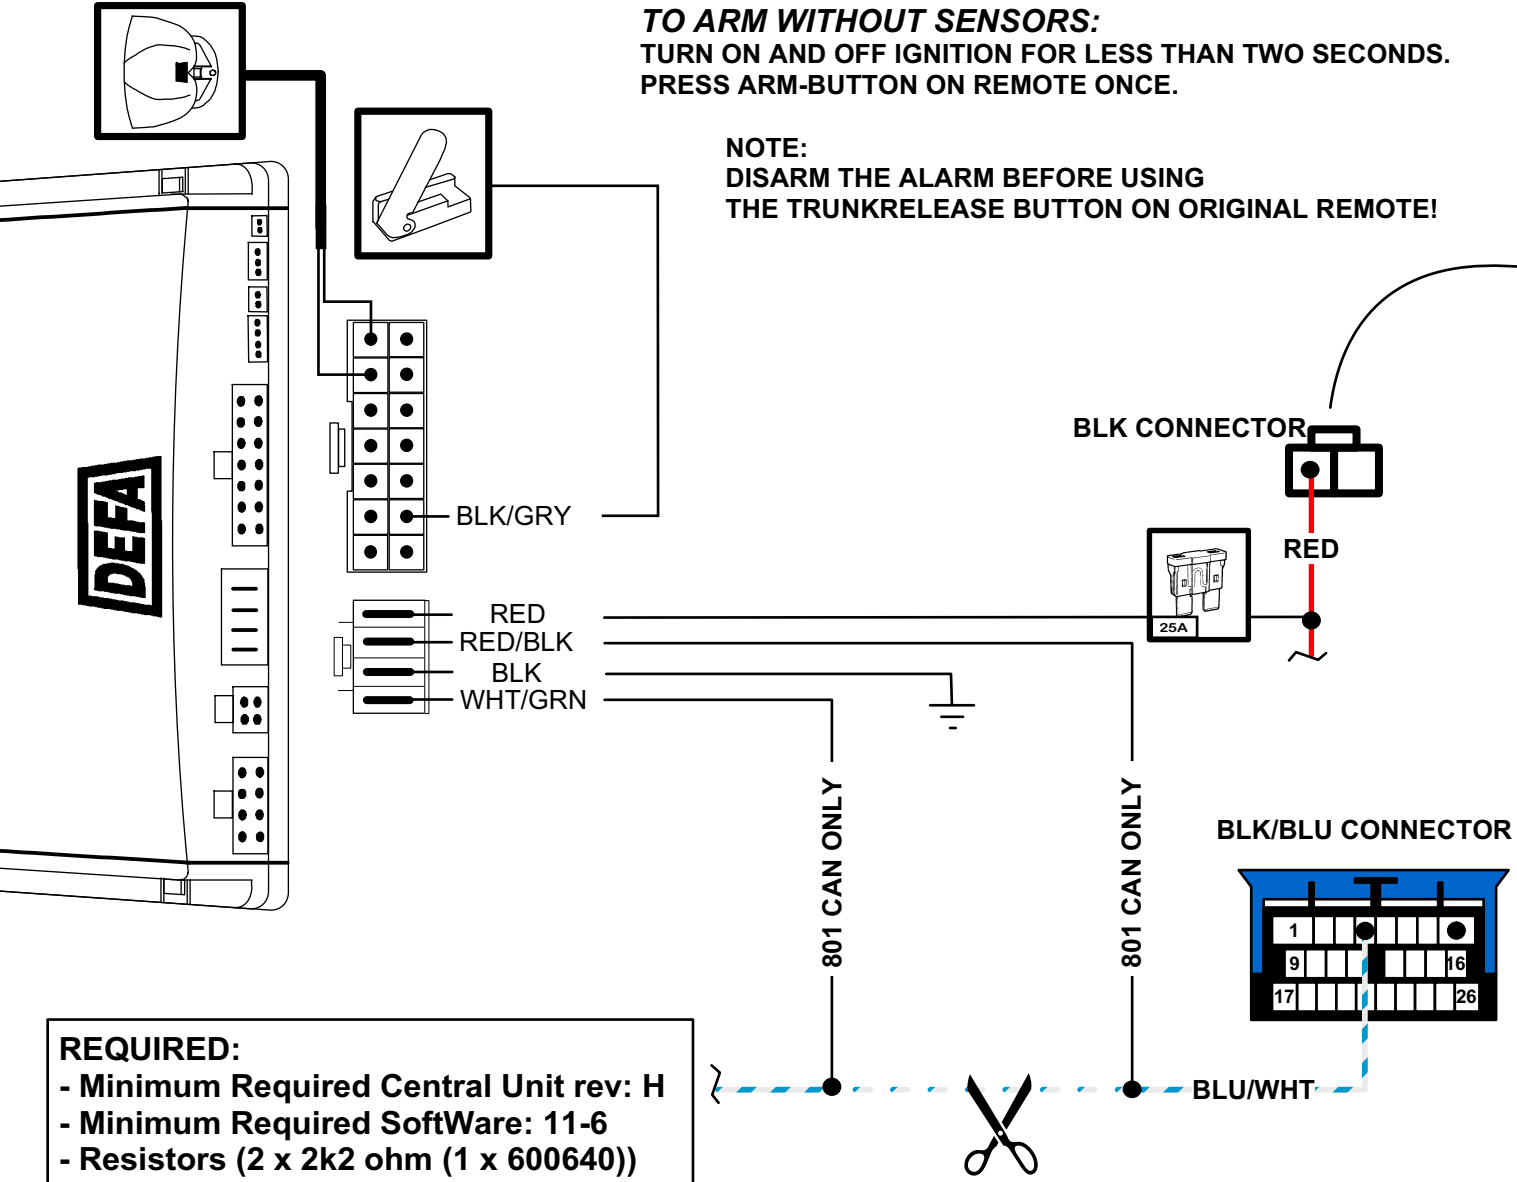 TO ARM WITHOUT SENSORS:
TURN ON AND OFF IGNITION FOR LESS THAN TWO SECONDS.
PRESS ARM-BUTTON ON REMOTE ONCE.
NOTE:
DISARM THE ALARM BEFORE USING
THE TRUNKRELEASE BUTTON ON ORIGINAL REMOTE!
BLK CONNECTOR
DEFA
BLK/GRY
RED
25A
RED
RED/BLK
BLK
WHT/GRN
801 CAN ONLY
801 CAN ONLY
BLK/BLU CONNECTOR
1
9
16
17
26
BLU/WHT
REQUIRED:
- Minimum Required Central Unit rev: H
- Minimum Required SoftWare: 11-6
- Resistors (2 x 2k2 ohm (1 x 600640))